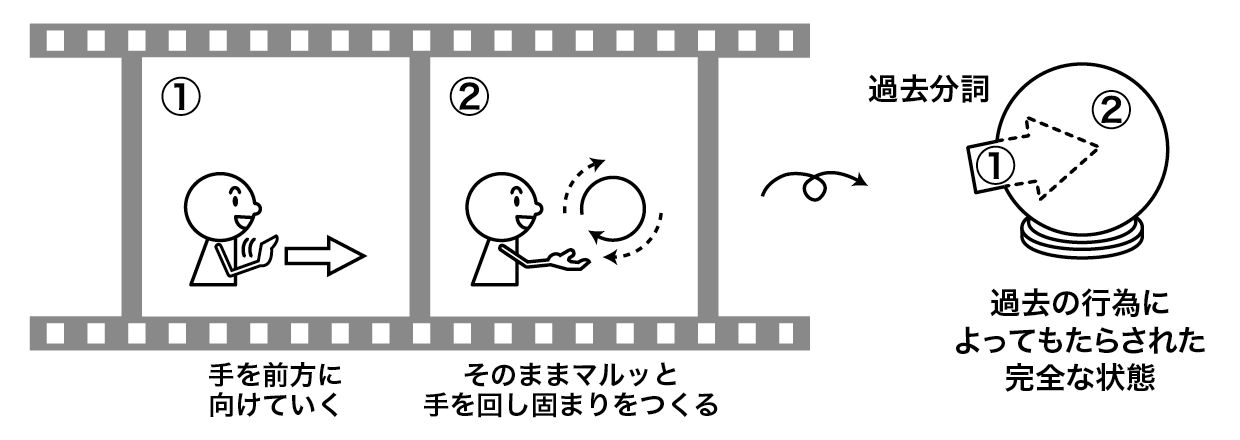 ①
②
過去分詞
②
①
手を前方に
向けていく
そのままマルッと
手を回し固まりをつくる
過去の行為に
よってもたらされた
完全な状態